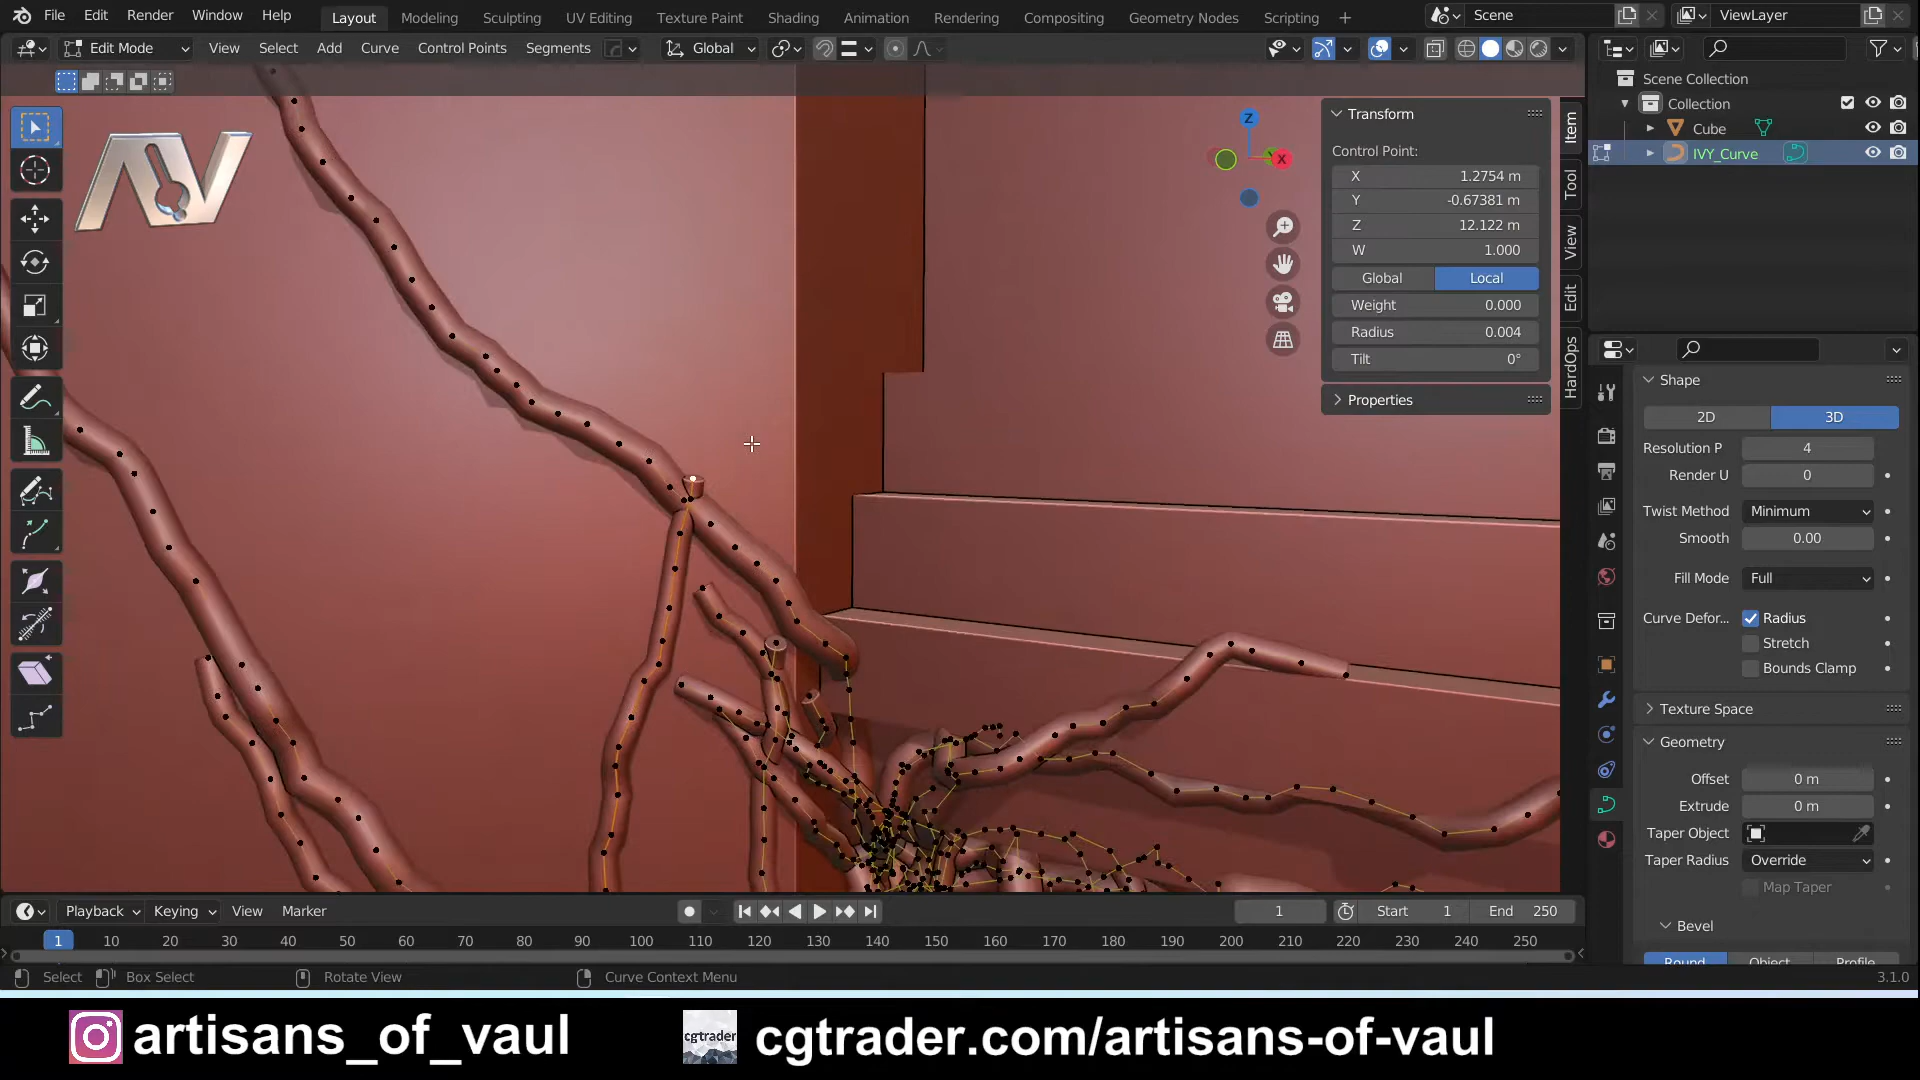 File Edit Render Window Help Layout Modeling Sculpting UV Editing Texture Paint Shading Animation Rendering Compositing Geometry Nodes Scripting + Scene ViewLayer
Edit Mode View Select Add Curve Control Points Segments Global
Scene Collection
Collection
Cube
IVY_Curve
AV
Transform
Control Point:
X 1.2754 m
Y -0.67381 m
Z 12.122 m
W 1.000
Global Local
Weight 0.000
Radius 0.004
Tilt 0°
Properties
Item
Tool
View
Edit
HardOps
Z
X
Shape
2D 3D
Resolution P 4
Render U 0
Twist Method Minimum
Smooth 0.00
Fill Mode Full
Curve Defor... Radius
Stretch
Bounds Clamp
Texture Space
Geometry
Offset 0 m
Extrude 0 m
Taper Object
Taper Radius Override
Map Taper
Bevel
Round Object Profile
Playback Keying View Marker 1 Start 1 End 250
1 10 20 30 40 50 60 70 80 90 100 110 120 130 140 150 160 170 180 190 200 210 220 230 240 250
Select Box Select Rotate View Curve Context Menu 3.1.0
artisans_of_vaul cgtrader cgtrader.com/artisans-of-vaul